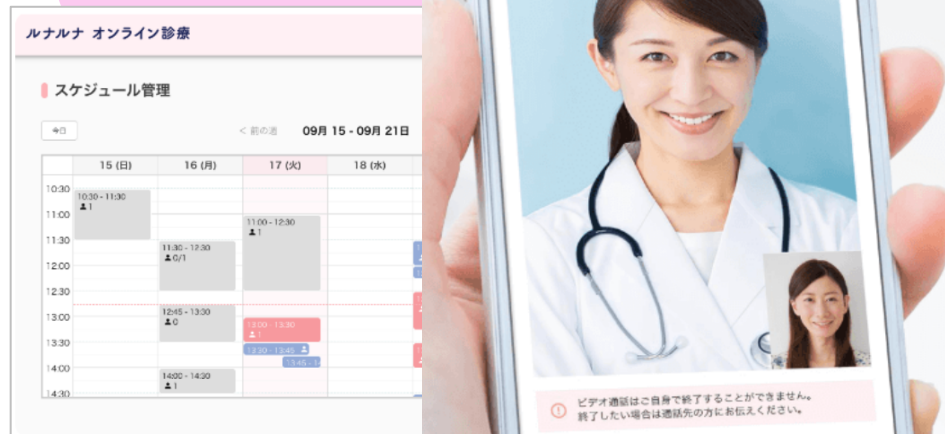 ルナルナ オンライン診療
スケジュール管理
今日
< 前の週
09月 15 - 09月 21日
15 (日)
16 (月)
17 (火)
18 (水)
10:30
11:00
11:30
12:00
12:30
13:00
13:30
14:00
14:30
10:30 - 11:30
1
11:30 - 12:30
0/1
12:45 - 13:30
0
14:00 - 14:30
1
11:00 - 12:30
1
13:00 - 13:30
1
13:30 - 13:45
13:45 - 1
ビデオ通話はご自身で終了することができません。
終了したい場合は通話先の方にお伝えください。